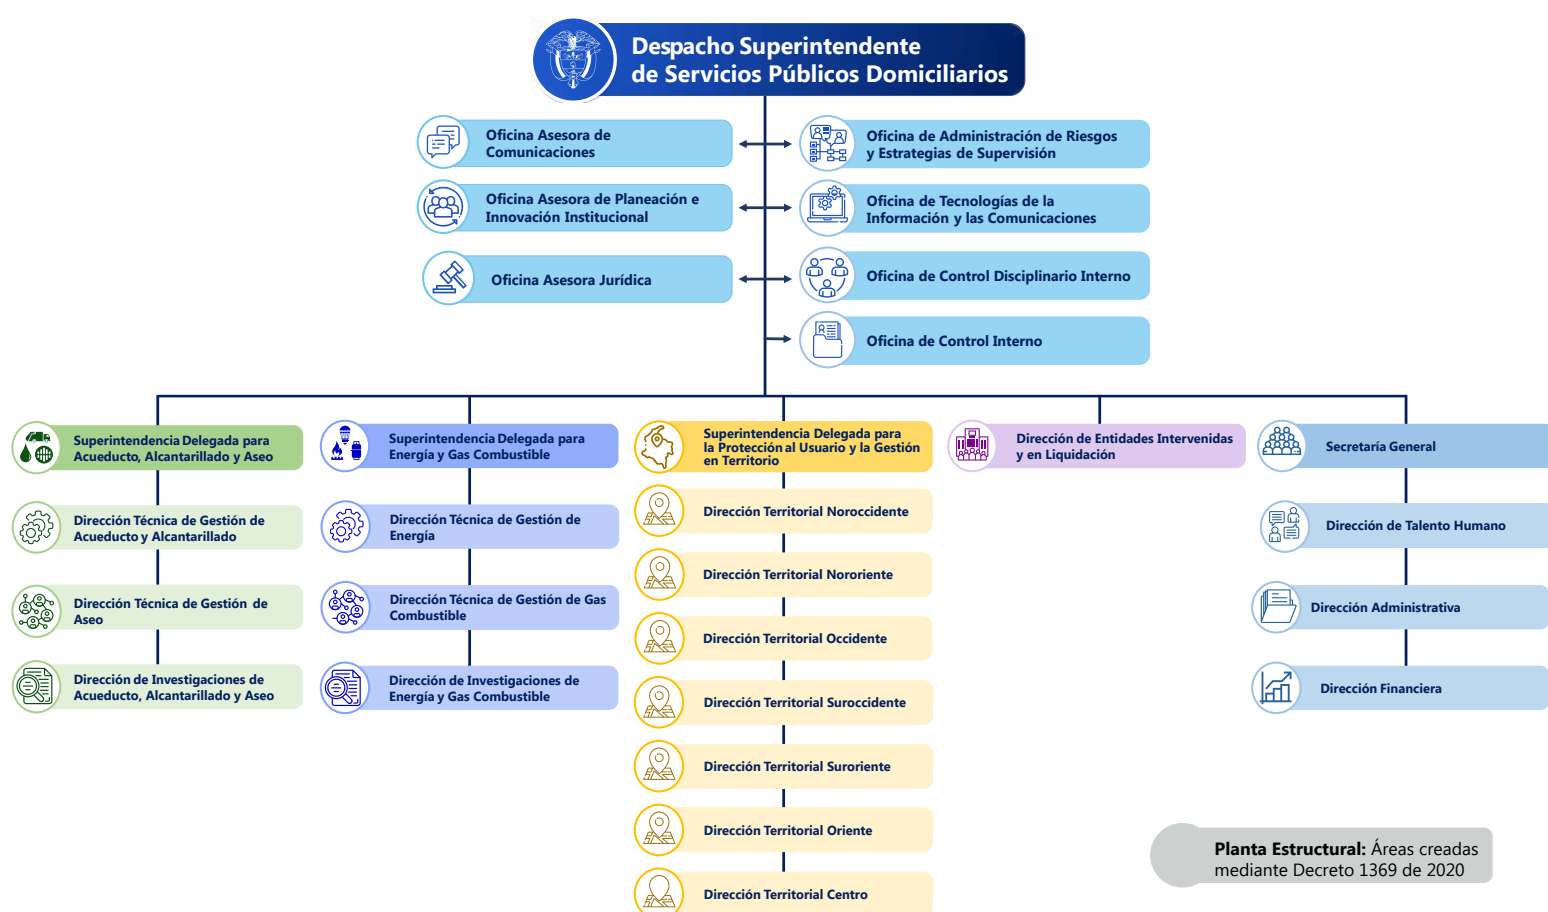 Despacho Superintendente
de Servicios Públicos Domiciliarios
Oficina Asesora de
Comunicaciones
Oficina de Administración de Riesgos
y Estrategias de Supervisión
Oficina Asesora de Planeación e
Innovación Institucional
Oficina de Tecnologías de la
Información y las Comunicaciones
Oficina Asesora Jurídica
Oficina de Control Disciplinario Interno
Oficina de Control Interno
Superintendencia Delegada para
Acueducto, Alcantarillado y Aseo
Dirección Técnica de Gestión de
Acueducto y Alcantarillado
Dirección Técnica de Gestión de
Aseo
Dirección de Investigaciones de
Acueducto, Alcantarillado y Aseo
Superintendencia Delegada para
Energía y Gas Combustible
Dirección Técnica de Gestión de
Energía
Dirección Técnica de Gestión de Gas
Combustible
Dirección de Investigaciones de
Energía y Gas Combustible
Superintendencia Delegada para
la Protección al Usuario y la Gestión
en Territorio
Dirección Territorial Noroccidente
Dirección Territorial Nororiente
Dirección Territorial Occidente
Dirección Territorial Suroccidente
Dirección Territorial Suroriente
Dirección Territorial Oriente
Dirección Territorial Centro
Dirección de Entidades Intervenidas
y en Liquidación
Secretaría General
Dirección de Talento Humano
Dirección Administrativa
Dirección Financiera
Planta Estructural: Áreas creadas
mediante Decreto 1369 de 2020